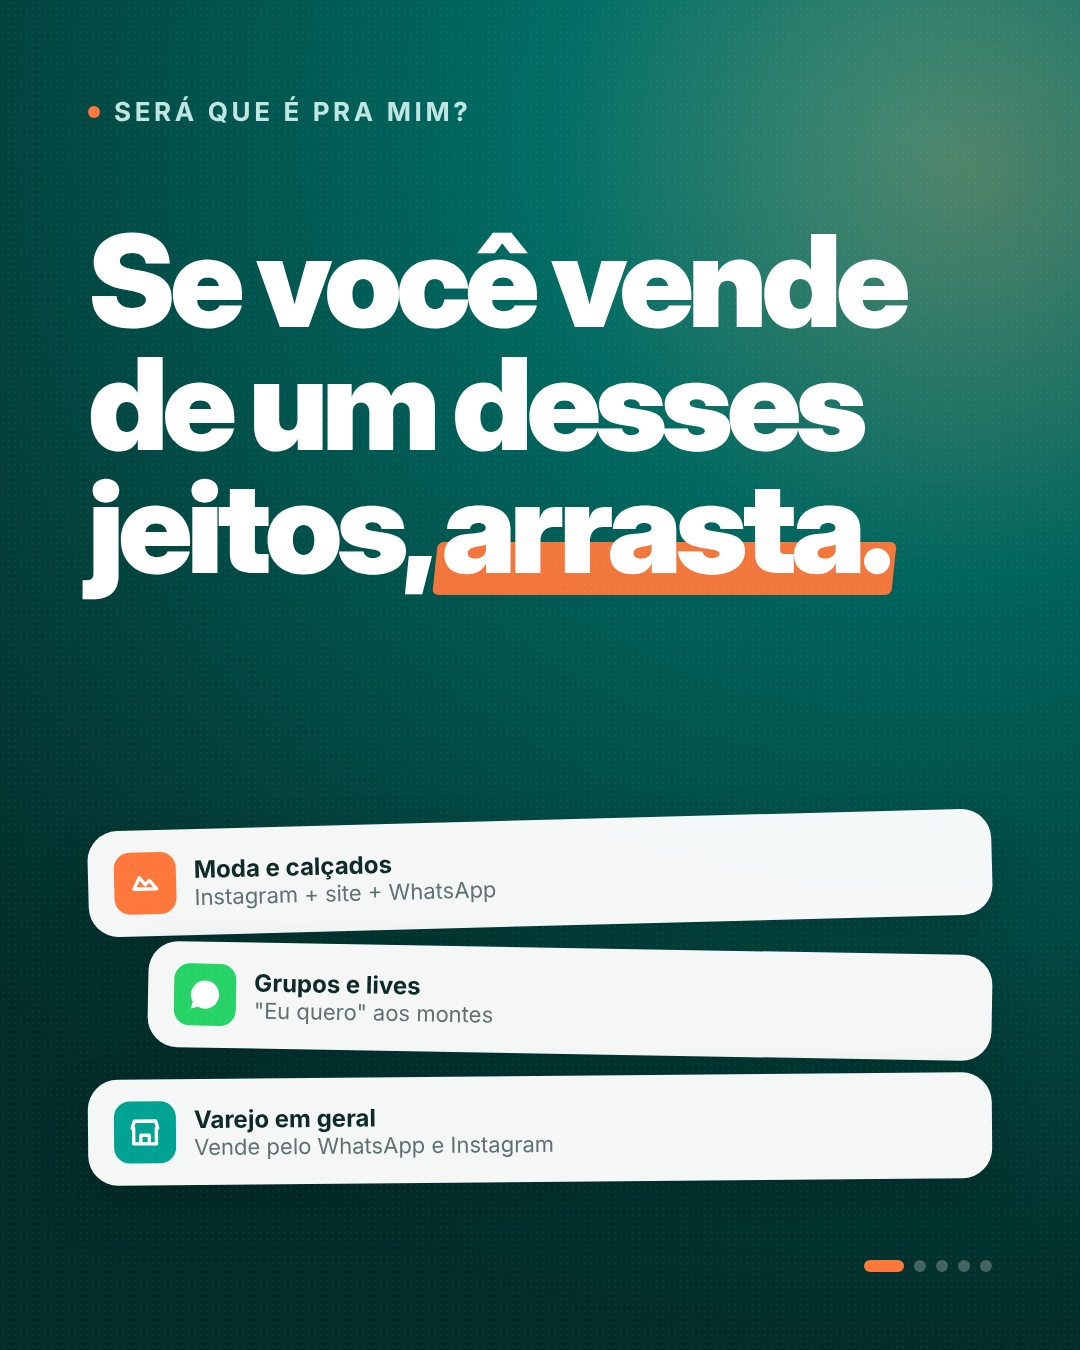 SERÁ QUE É PRA MIM?
Se você vende
de um desses
jeitos, arrasta.
Moda e calçados
Instagram + site + WhatsApp
Grupos e lives
"Eu quero" aos montes
Varejo em geral
Vende pelo WhatsApp e Instagram